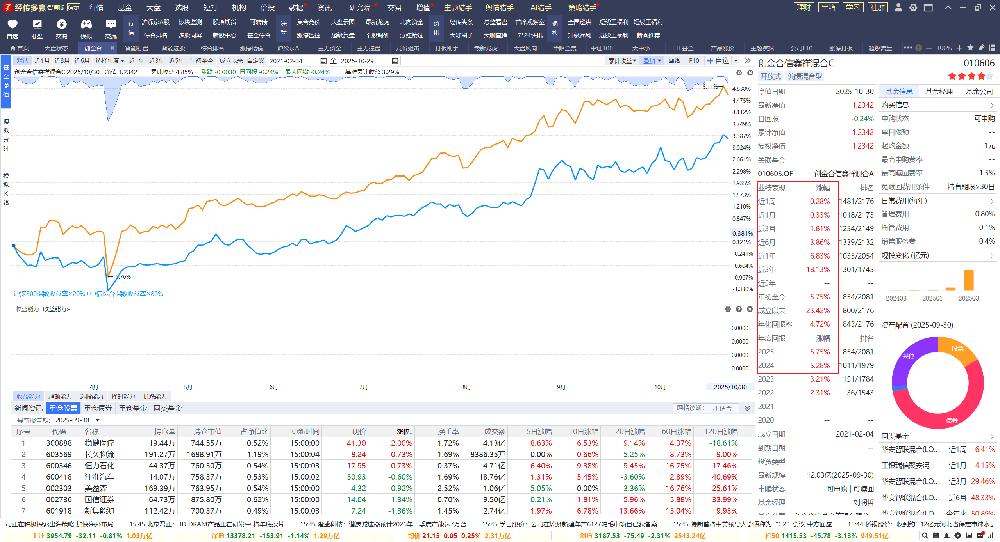 经传多赢 智尊版 演示 行情 基金 大盘 选股 短打 机构 价投 数据 资讯 研究院 交易 增值 主题猎手 舆情猎手 AI猎手 策略猎手 理财 宝箱 学习 社群
自选 盯盘 交易 模拟 交流
行情 沪深京A股 板块监测 股指期货 可转债 决策 集合竞价 大盘云图 最新龙虎 北向资金 资讯 经传头条 总监看盘 首席观察室 福利 全国巡讲 短线王福利 短线王福利
综合排名 多股同屏 新股中心 基金综合 涨停监控 超级复盘 个股调研 分红精选 大咖圈子 大咖直播 7*24快讯 升级福利 选股王福利 新客推荐
首页 大盘状态 创金合... 智能盯盘 智能选股 综合排名 涨停棱镜 沪深京A... 主力资金 主力控盘 竞价狙击 打板助手 最新龙虎 大盘风向 策略全景 中证100... 大中小... ETF基金 产品涨价 主题挖掘 公司F10 涨停打板 超级复盘 100%
基金净值
模拟分时
模拟K线
默认 近1月 近3月 近6月 选择年度 近1年 近3年 近5年 年初至今 成立以来 自定义 2021-02-04 至 2025-10-29 累计收益 叠加 画线 F10 自选
创金合信鑫祥混合C 2025/10/30 净值 1.2342 累计收益 4.85% 涨跌 -0.0030 日回报 -0.24% 最大回撤 -0.24% 基准累计收益 3.29%
5.11%
4.838%
4.475%
4.112%
3.749%
3.387%
3.024%
2.661%
2.298%
1.935%
1.573%
1.210%
0.847%
0.381%
0.121%
-0.241%
-0.604%
-0.967%
-1.330%
-0.76%
沪深300指数收益率×20%+中债综合指数收益率×80%
收益能力 收益能力:-
0.0000
0.0000
0.0000
0.0000
4月 5月 6月 7月 8月 9月 10月 2025/10/30
收益能力 超额能力 选股能力 择时能力 抗跌能力
新闻资讯 重仓股票 重仓债券 重仓基金 同类基金 网格诊断: 不适合
最新报告期: 2025-09-30
序号 代码 名称 持仓量 持仓市值 占净值比 更新时间 现价 涨幅↓ 换手率 成交额 5日涨幅 10日涨幅 20日涨幅 60日涨幅 120日涨幅
1 300888 稳健医疗 19.44万 744.55万 0.52% 15:00:00 41.30 2.00% 1.72% 4.13亿 8.63% 6.53% 9.14% 4.37% -18.61%
2 603569 长久物流 191.27万 1688.91万 1.19% 15:00:04 8.24 0.73% 1.69% 8386.35万 0.00% 0.66% -5.25% 8.73% 9.00%
3 600346 恒力石化 44.37万 760.50万 0.54% 15:00:03 17.95 0.73% 0.37% 4.71亿 6.40% 9.38% 9.45% 16.75% 17.46%
4 600418 江淮汽车 14.07万 758.37万 0.53% 15:00:02 50.93 -0.60% 1.69% 18.76亿 1.31% 5.45% -3.60% 2.89% 40.69%
5 002303 美盈森 169.39万 763.95万 0.54% 15:00:00 4.32 -0.92% 2.52% 1.06亿 -5.05% 0.00% -3.36% 16.76% 25.61%
6 002736 国信证券 64.73万 875.80万 0.62% 15:00:00 14.04 -1.34% 0.70% 9.50亿 -0.21% 1.81% 5.96% 5.88% 33.99%
7 601918 新集能源 112.42万 700.37万 0.49% 15:00:03 7.24 -1.36% 1.45% 2.74亿 1.97% 6.78% 13.66% 15.04% 9.93%
创金合信鑫祥混合C 010606
开放式 偏债混合型
净值日期 2025-10-30
最新净值 1.2342
日回报 -0.24%
累计净值 1.2342
复权净值 1.2342
关联基金
010605.OF 创金合信鑫祥混合A
业绩表现 涨幅 排名
近1周 0.28% 1481/2176
近1月 0.33% 1018/2173
近3月 1.81% 1254/2149
近6月 3.86% 1339/2132
近1年 6.83% 1035/2054
近3年 18.13% 301/1745
近5年 -- --
年初至今 5.75% 854/2081
成立以来 23.42% 800/2176
年化回报率 4.72% 843/2176
年度回报 涨幅 排名
2025 5.75% 854/2081
2024 5.28% 1011/1979
2023 3.21% 151/1784
2022 2.31% 36/1543
2021 -- --
2020 -- --
成立日期 2021-02-04
到期日期 --
投资类型 --
最新规模 12.03亿(2025-09-30)
申赎状态 可申购 | 可赎回
基金经理 刘润哲
基金公司 创金合信基金管理有限公
基金信息 基金经理 基金公司
购买信息
申购状态 可申购
单日限额 --
起购金额 1元
最高申购费率 --
最高赎回费率 1.5%
免赎回费用条件 持有期限≥30日
日常费用(每年)
管理费用 0.80%
托管费用 0.1%
销售服务费 0.4%
规模变化 (亿元)
2024Q3 2025Q1 2025Q3
资产配置 (2025-09-30)
股票
其他
债券
同类基金
华安智联混合(LO.. 近1周 6.41%
工银瑞信聚安混... 近1月 4.15%
华安智联混合(LO.. 近3月 29.46%
华安智联混合(LO.. 近6月 48.33%
华安智联混合(LO 今年来 50.89%
司正在积极探索出海策略 加快海外布局 15:45 北京君正：3D DRAM产品正在研发中 将年底投片 15:45 隆盛科技：谐波减速器预计2026年一季度产能达7万台 15:45 孚日股份：公司在埃及新建年产6127吨毛巾项目已获备案 15:45 特朗普将中美领导人会晤称为“G2”会议 中方回应 15:44 侨银股份：收到约5.12亿元河北省保定市涞水县
上证 3954.79 -32.11 -0.81% 1.03万亿 深指 13378.21 -153.91 -1.14% 1.29万亿 均价 21.15 0.05 0.25% 2.31万亿 创指 3187.53 -75.49 -2.31% 2543.24亿 科50 1415.53 -45.78 -3.13% 949.51亿